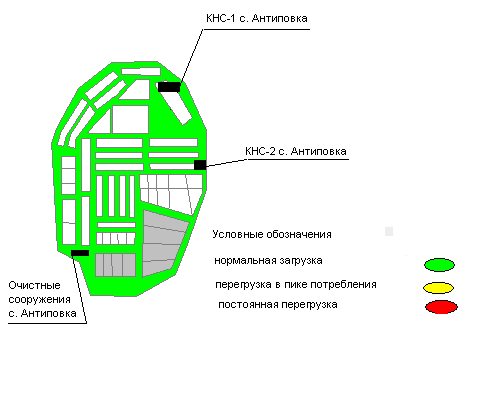 КНС-1 с. Антиповка
КНС-2 с. Антиповка
Условные обозначения
нормальная загрузка
перегрузка в пике потребления
постоянная перегрузка
Очистные
сооружения
с. Антиповка